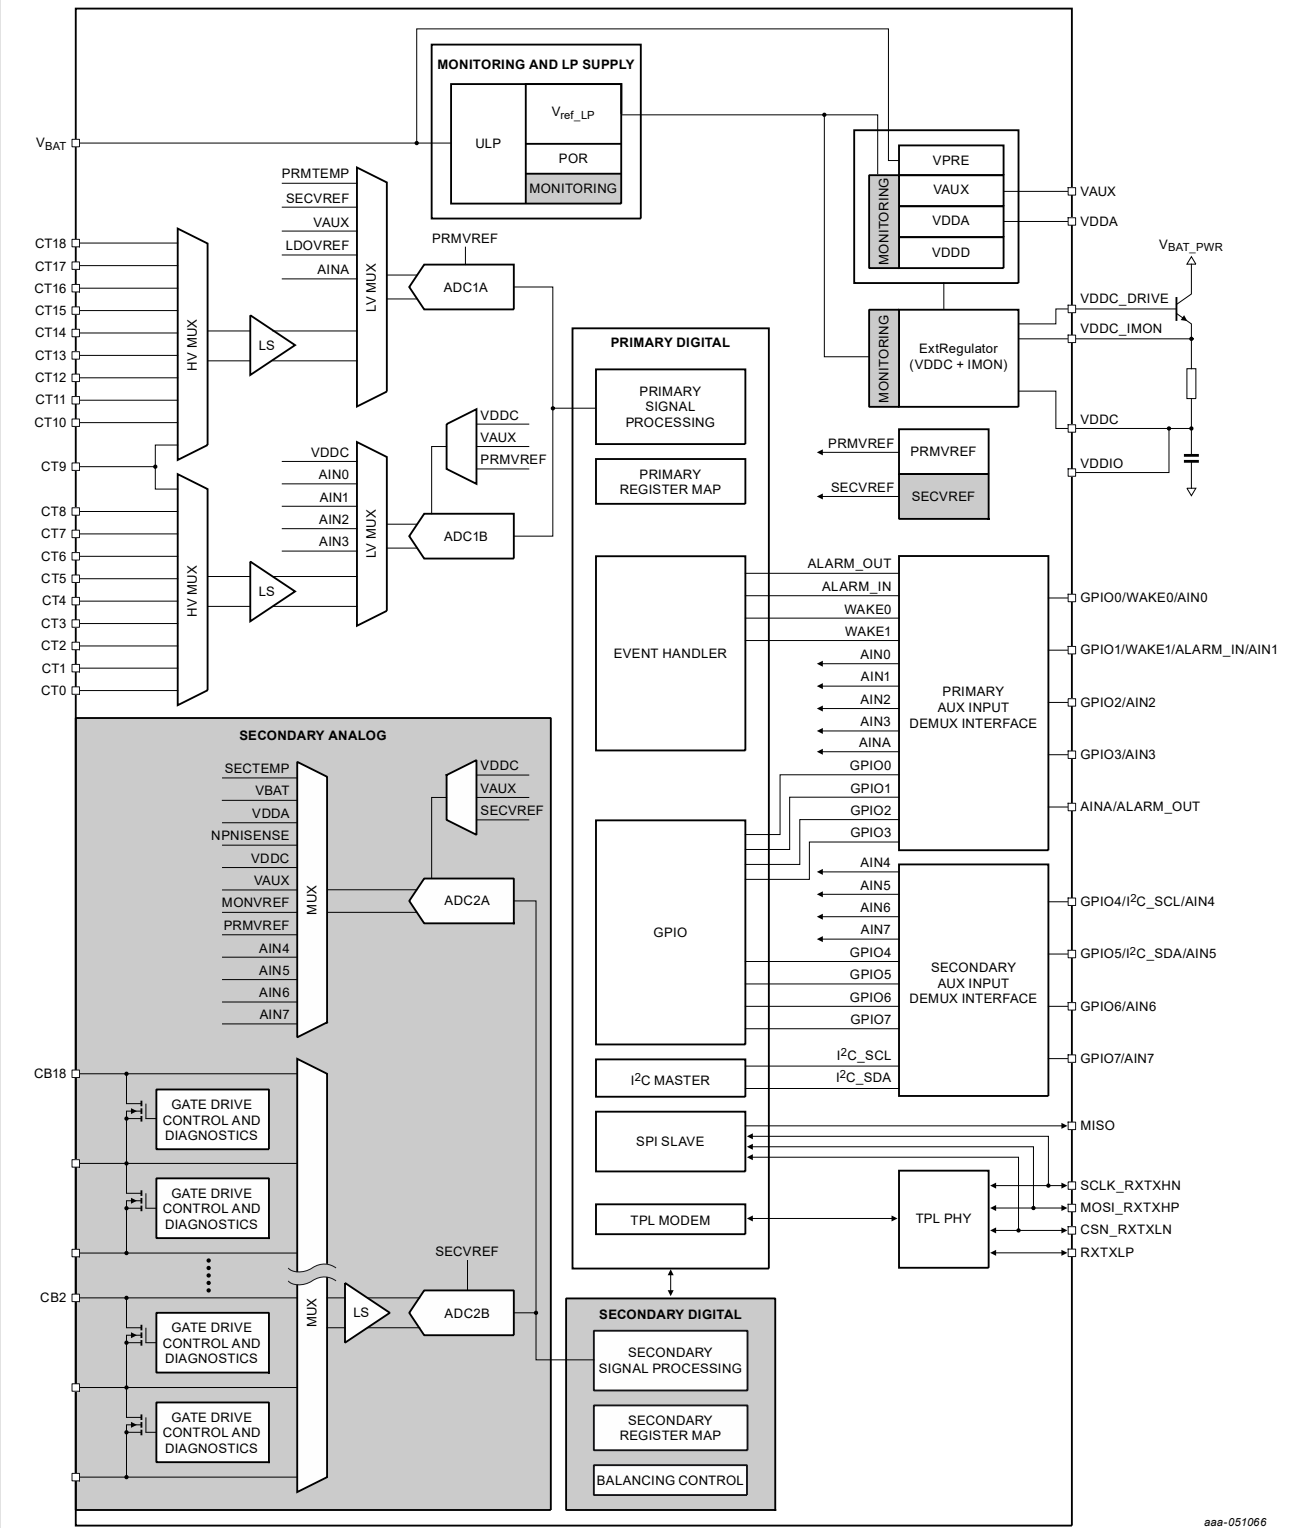 MONITORING AND LP SUPPLY
ULP
Vref_LP
POR
MONITORING
VBAT
MONITORING
VPRE
VAUX
VDDA
VDDD
VAUX
VDDA
VBAT_PWR
VDDC_DRIVE
VDDC_IMON
VDDC
VDDIO
MONITORING
ExtRegulator
(VDDC + IMON)
PRMVREF
PRMVREF
SECVREF
SECVREF
PRMTEMP
SECVREF
VAUX
LDOVREF
AINA
LV MUX
PRMVREF
ADC1A
CT18
CT17
CT16
CT15
CT14
CT13
CT12
CT11
CT10
CT9
CT8
CT7
CT6
CT5
CT4
CT3
CT2
CT1
CT0
HV MUX
LS
HV MUX
LS
VDDC
AIN0
AIN1
AIN2
AIN3
LV MUX
VDDC
VAUX
PRMVREF
ADC1B
PRIMARY DIGITAL
PRIMARY
SIGNAL
PROCESSING
PRIMARY
REGISTER MAP
EVENT HANDLER
GPIO
I2C MASTER
SPI SLAVE
TPL MODEM
ALARM_OUT
ALARM_IN
WAKE0
WAKE1
AIN0
AIN1
AIN2
AIN3
AINA
GPIO0
GPIO1
GPIO2
GPIO3
PRIMARY
AUX INPUT
DEMUX INTERFACE
GPIO0/WAKE0/AIN0
GPIO1/WAKE1/ALARM_IN/AIN1
GPIO2/AIN2
GPIO3/AIN3
AINA/ALARM_OUT
AIN4
AIN5
AIN6
AIN7
GPIO4
GPIO5
GPIO6
GPIO7
I2C_SCL
I2C_SDA
SECONDARY
AUX INPUT
DEMUX INTERFACE
GPIO4/I2C_SCL/AIN4
GPIO5/I2C_SDA/AIN5
GPIO6/AIN6
GPIO7/AIN7
MISO
SCLK_RXTXHN
MOSI_RXTXHP
CSN_RXTXLN
RXTXLP
TPL PHY
SECONDARY ANALOG
SECTEMP
VBAT
VDDA
NPNISENSE
VDDC
VAUX
MONVREF
PRMVREF
AIN4
AIN5
AIN6
AIN7
MUX
VDDC
VAUX
SECVREF
ADC2A
CB18
GATE DRIVE
CONTROL AND
DIAGNOSTICS
GATE DRIVE
CONTROL AND
DIAGNOSTICS
CB2
GATE DRIVE
CONTROL AND
DIAGNOSTICS
GATE DRIVE
CONTROL AND
DIAGNOSTICS
MUX
LS
SECVREF
ADC2B
SECONDARY DIGITAL
SECONDARY
SIGNAL PROCESSING
SECONDARY
REGISTER MAP
BALANCING CONTROL
aaa-051066